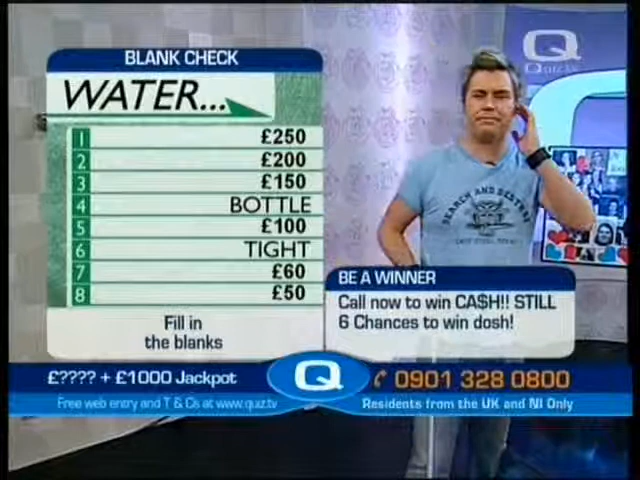 BLANK CHECK
WATER...
1 £250
2 £200
3 £150
4 BOTTLE
5 £100
6 TIGHT
7 £60
8 £50
Fill in
the blanks
Q
SEARCH AND DESTROY
BE A WINNER
Call now to win CA$H!! STILL
6 Chances to win dosh!
£???? + £1000 Jackpot
Q
0901 328 0800
Free web entry and T & Cs at www.quiz.tv
Residents from the UK and NI Only